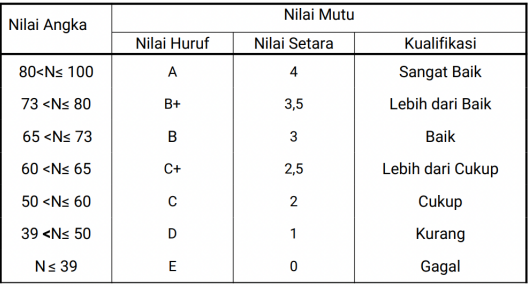 Nilai Angka Nilai Mutu
Nilai Huruf Nilai Setara Kualifikasi
80<N≤ 100 A 4 Sangat Baik
73 <N≤ 80 B+ 3,5 Lebih dari Baik
65 <N≤ 73 B 3 Baik
60 <N≤ 65 C+ 2,5 Lebih dari Cukup
50 <N≤ 60 C 2 Cukup
39 <N≤ 50 D 1 Kurang
N ≤ 39 E 0 Gagal